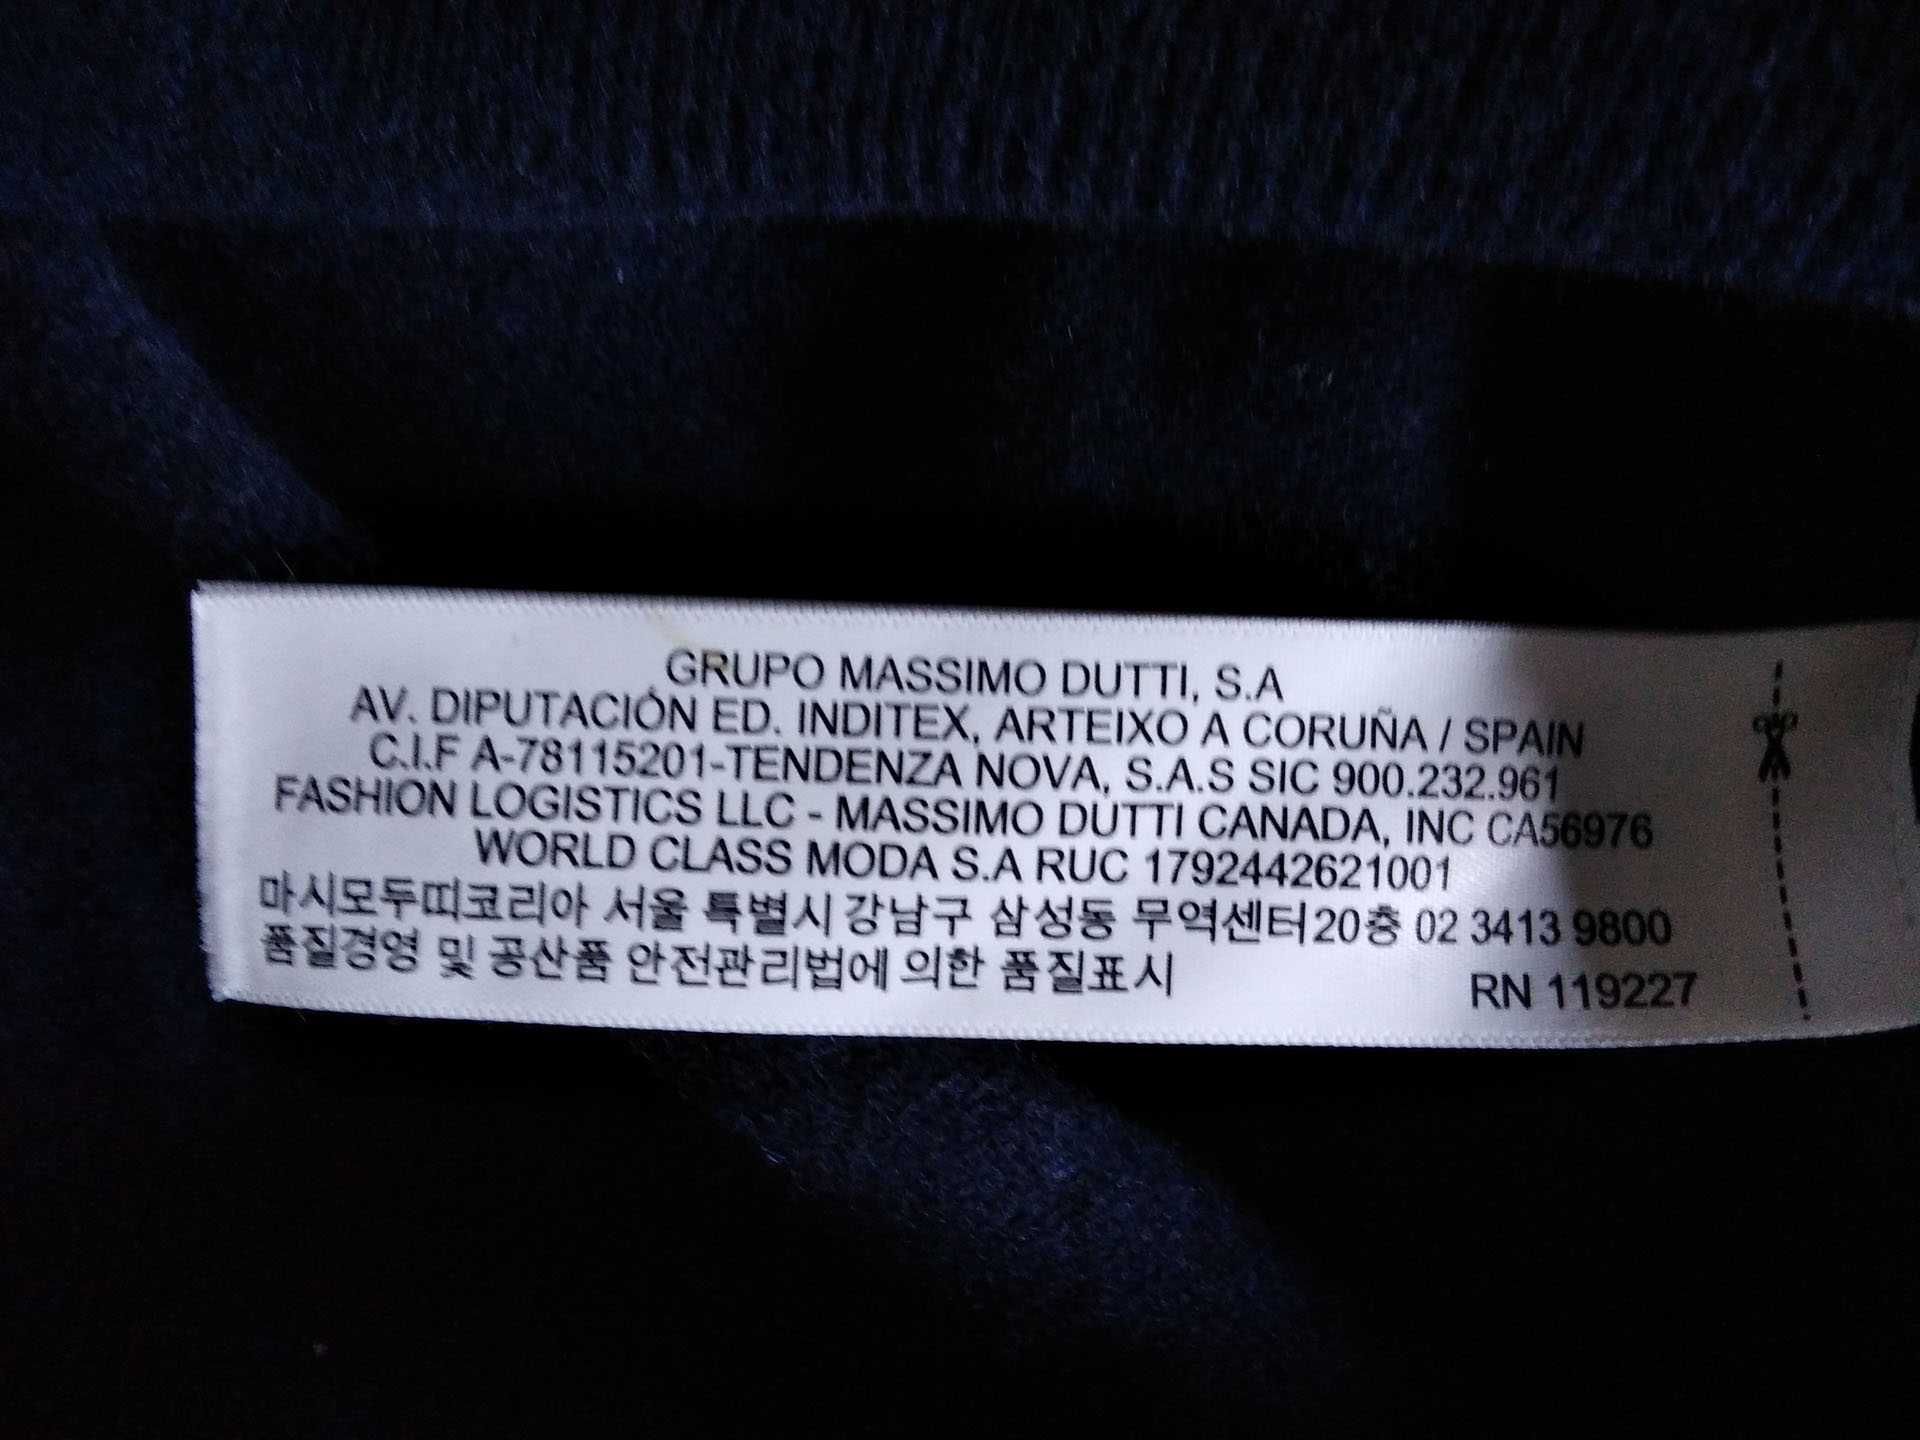 GRUPO MASSIMO DUTTI, S.A
AV. DIPUTACIÓN ED. INDITEX, ARTEIXO A CORUÑA / SPAIN
C.I.F A-78115201-TENDENZA NOVA, S.A.S SIC 900.232.961
FASHION LOGISTICS LLC - MASSIMO DUTTI CANADA, INC CA56976
WORLD CLASS MODA S.A RUC 1792442621001
마시모두띠코리아 서울 특별시 강남구 삼성동 무역센터20층 02 3413 9800
품질경영 및 공산품 안전관리법에 의한 품질표시 RN 119227